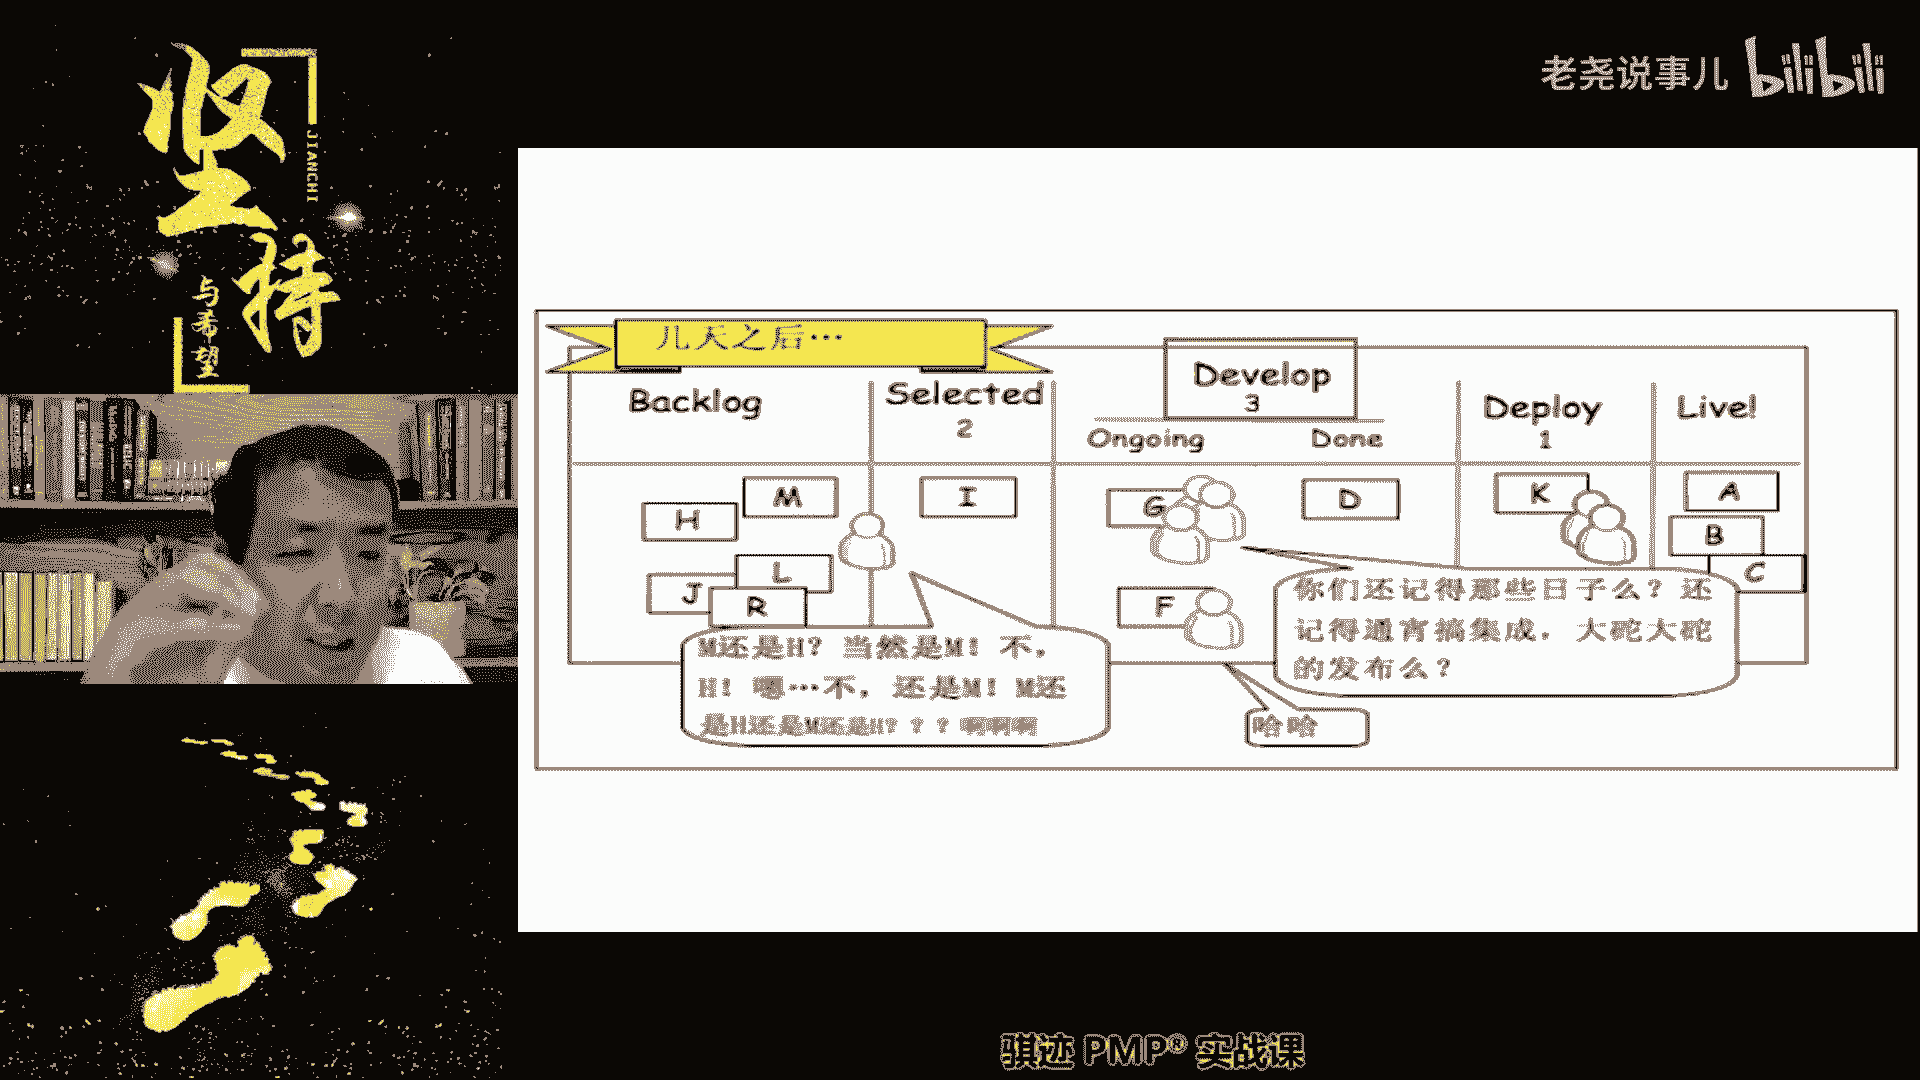 坚持
JIANCHI
与希望
老尧说事儿 bilibili
几天之后…
Backlog
Selected
2
Develop
3
Ongoing
Done
Deploy
1
Live!
H
M
J
L
R
I
G
F
D
K
A
B
C
M还是H？当然是M！不，
H！嗯…不，还是M！M还
是H还是M还是H？？？啊啊啊
你们还记得那些日子么？还
记得通宵搞集成，大砣大砣
的发布么？
哈哈
骐迹 PMP® 实战课